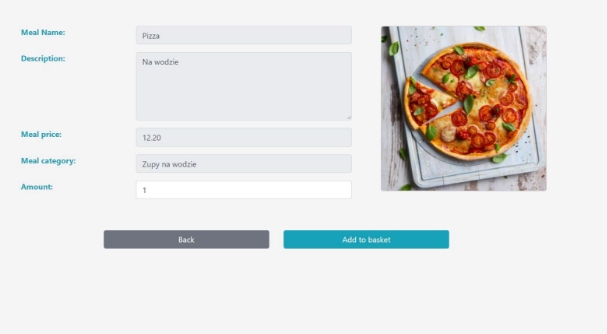 Meal Name:
Pizza
Description:
Na wodzie
Meal price:
12.20
Meal category:
Zupy na wodzie
Amount:
1
Back
Add to basket